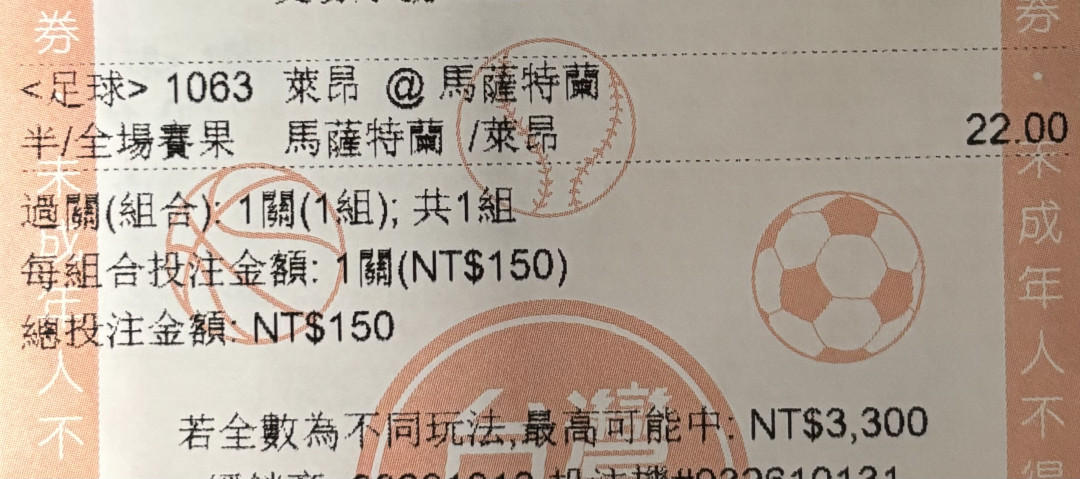 <足球> 1063 萊昂 @ 馬薩特蘭
半/全場賽果 馬薩特蘭 /萊昂 22.00
過關(組合): 1關(1組); 共1組
每組合投注金額: 1關(NT$150)
總投注金額: NT$150
若全數為不同玩法,最高可能中: NT$3,300
台灣
券・未成年人不
券・未成年人不得